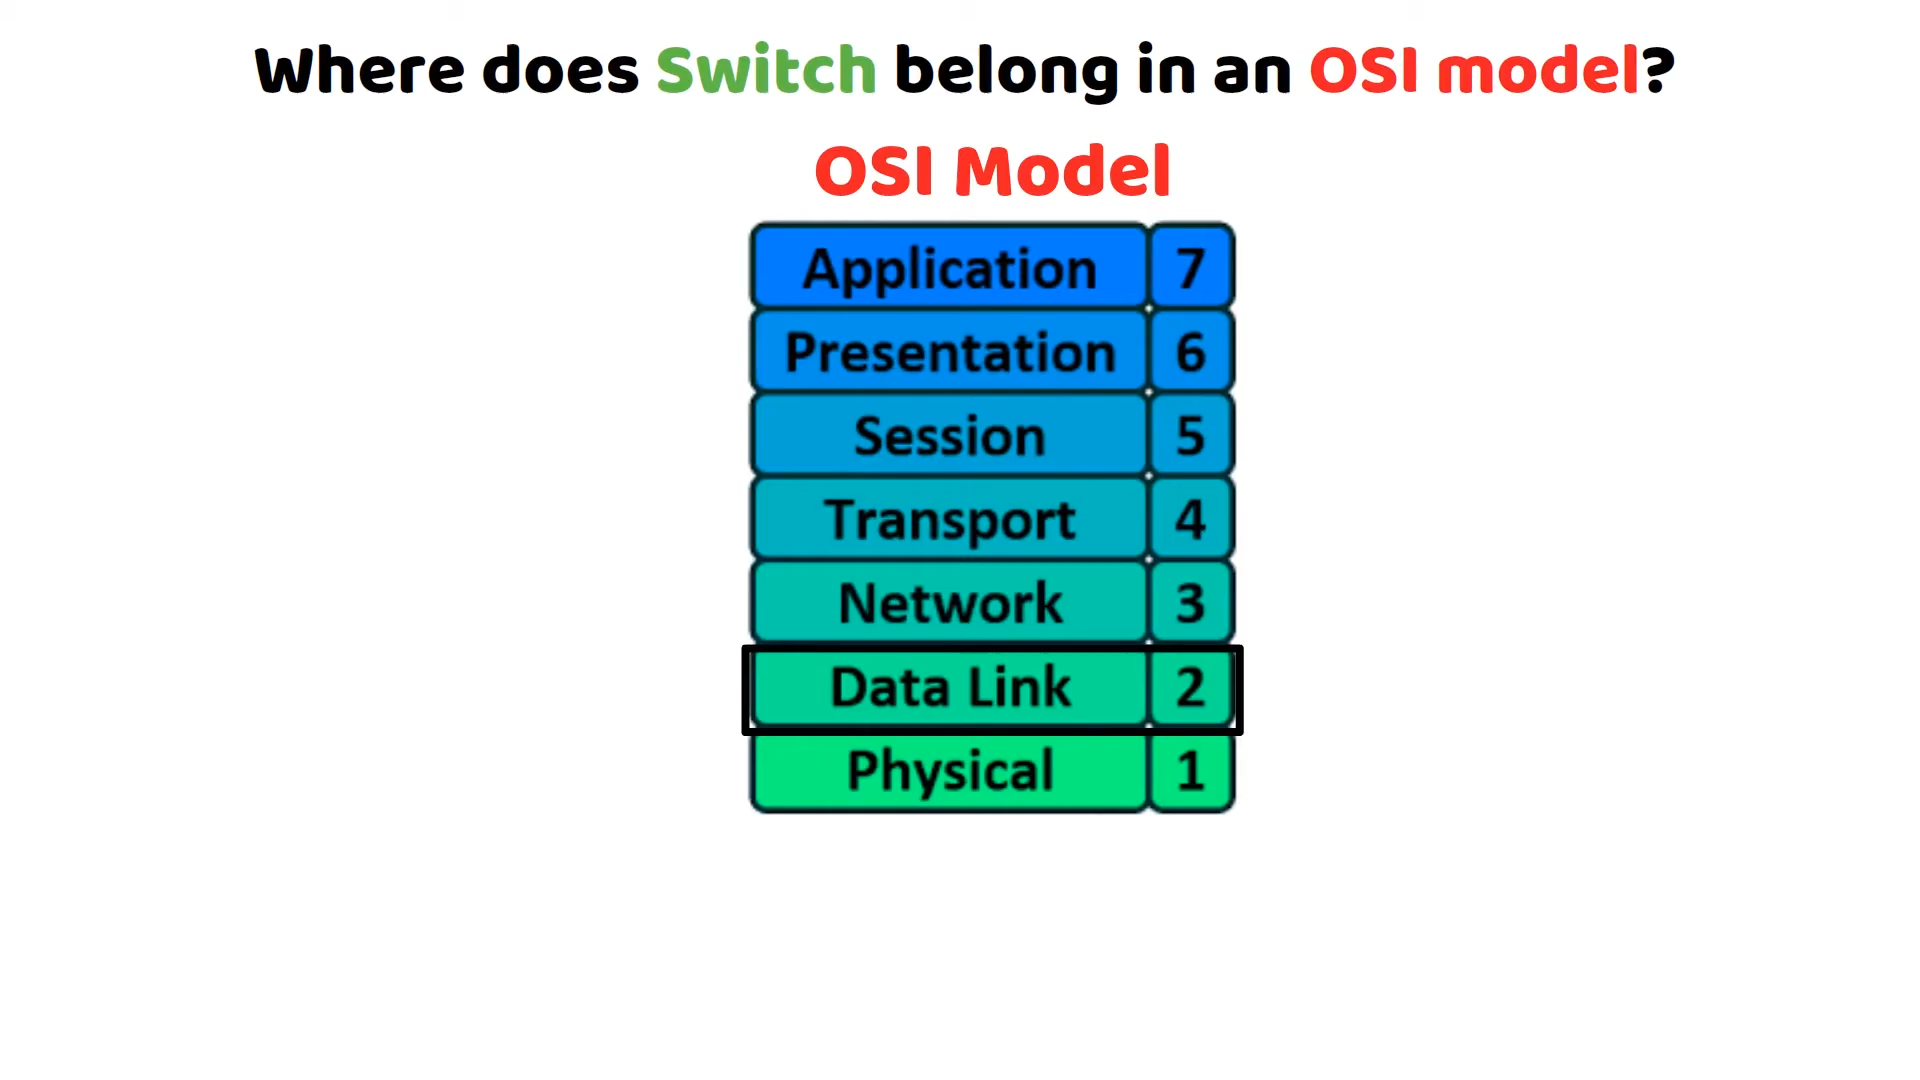 Where does Switch belong in an OSI model?
OSI Model
Application 7
Presentation 6
Session 5
Transport 4
Network 3
Data Link 2
Physical 1